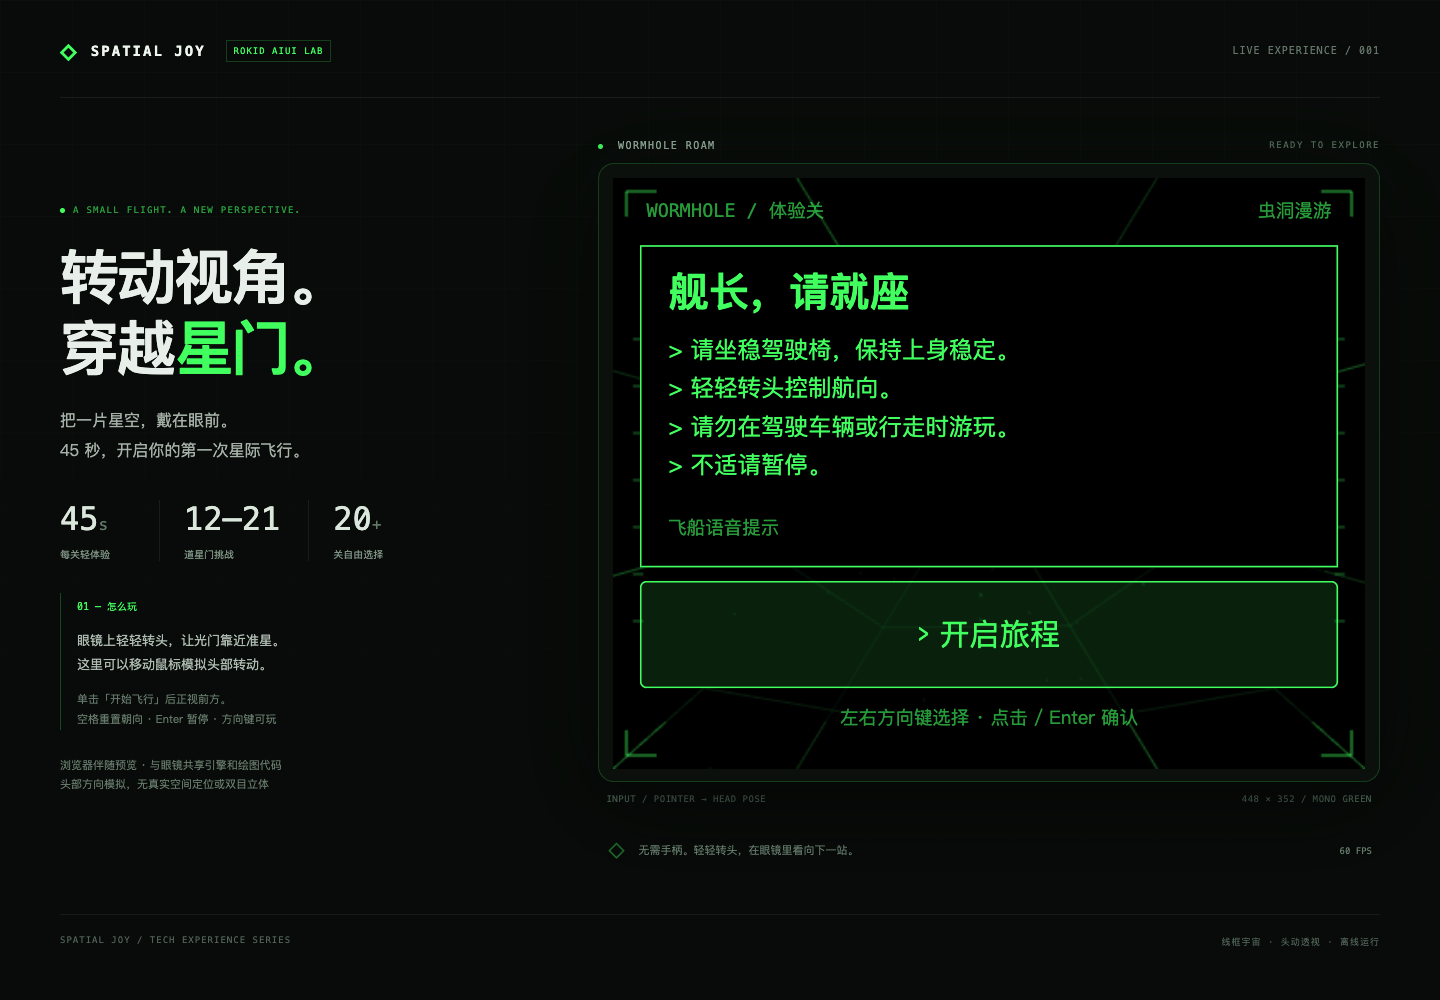 SPATIAL JOY
ROKID AIUI LAB
LIVE EXPERIENCE / 001
A SMALL FLIGHT. A NEW PERSPECTIVE.
转动视角。
穿越星门。
把一片星空，戴在眼前。
45 秒，开启你的第一次星际飞行。
45s
每关轻体验
12—21
道星门挑战
20+
关自由选择
01 — 怎么玩
眼镜上轻轻转头，让光门靠近准星。
这里可以移动鼠标模拟头部转动。
单击「开始飞行」后正视前方。
空格重置朝向 · Enter 暂停 · 方向键可玩
浏览器伴随预览 · 与眼镜共享引擎和绘图代码
头部方向模拟，无真实空间定位或双目立体
WORMHOLE ROAM
READY TO EXPLORE
WORMHOLE / 体验关
虫洞漫游
舰长，请就座
> 请坐稳驾驶椅，保持上身稳定。
> 轻轻转头控制航向。
> 请勿在驾驶车辆或行走时游玩。
> 不适请暂停。
飞船语音提示
> 开启旅程
左右方向键选择 · 点击 / Enter 确认
INPUT / POINTER → HEAD POSE
448 × 352 / MONO GREEN
无需手柄。轻轻转头，在眼镜里看向下一站。
60 FPS
SPATIAL JOY / TECH EXPERIENCE SERIES
线框宇宙 · 头动透视 · 离线运行